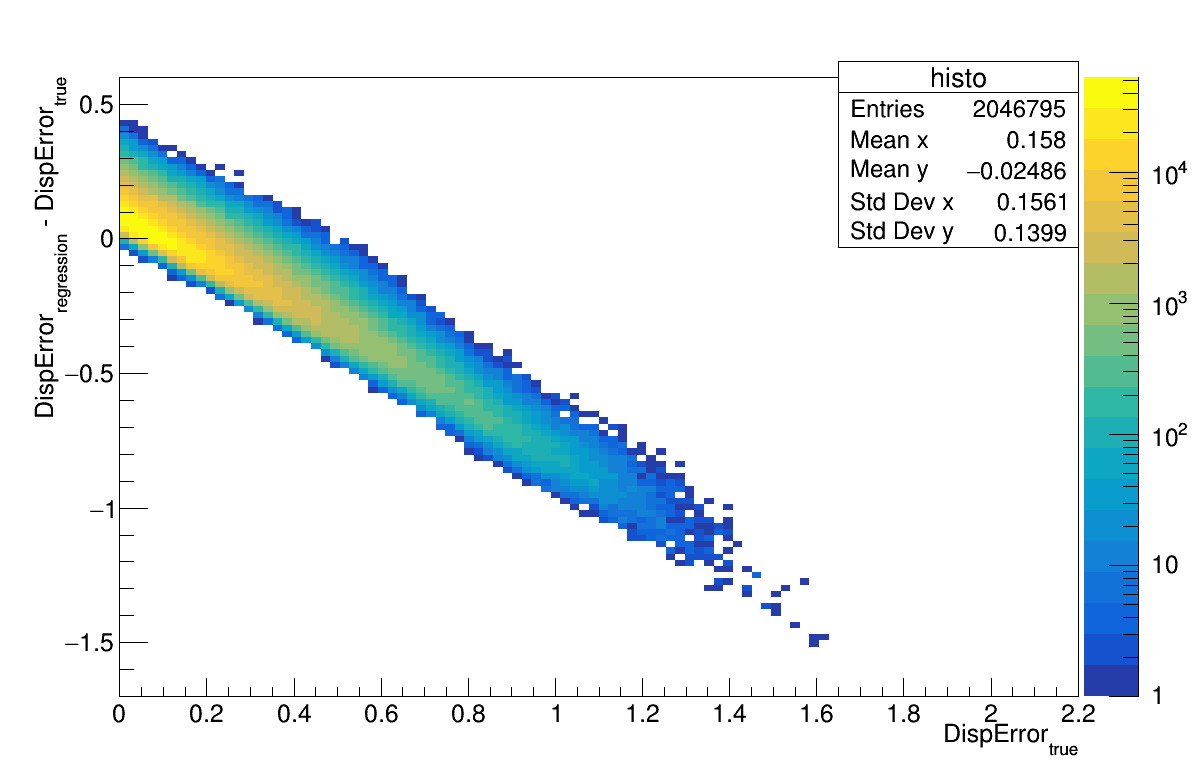 histo
Entries 2046795
Mean x 0.158
Mean y −0.02486
Std Dev x 0.1561
Std Dev y 0.1399
DispError_regression - DispError_true
0.5
0
−0.5
−1
−1.5
0 0.2 0.4 0.6 0.8 1 1.2 1.4 1.6 1.8 2 2.2
DispError_true
10^4
10^3
10^2
10
1